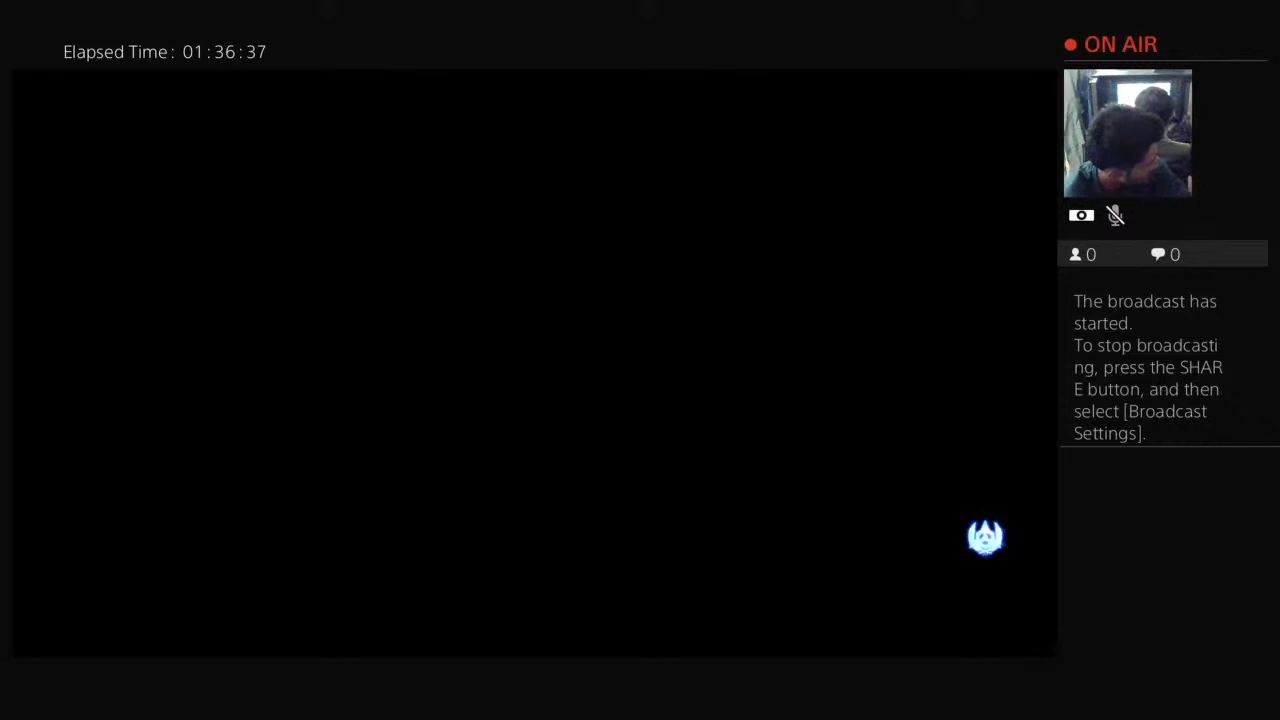 Elapsed Time: 01:36:37
ON AIR
0
0
The broadcast has
started.
To stop broadcasti
ng, press the SHAR
E button, and then
select [Broadcast
Settings].